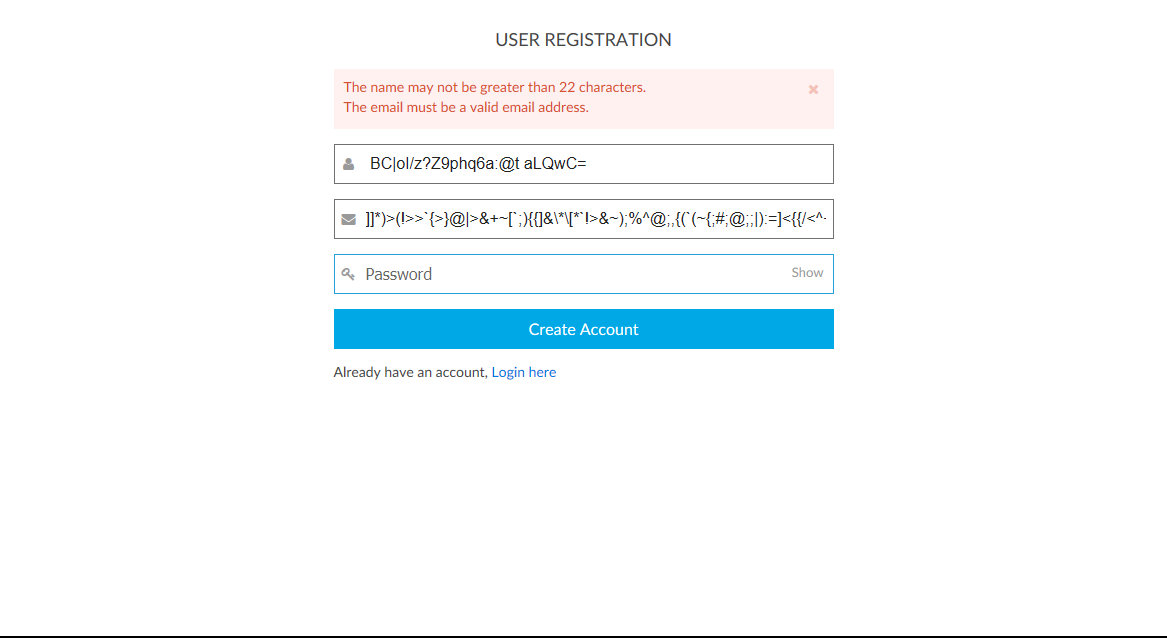 USER REGISTRATION
The name may not be greater than 22 characters.
The email must be a valid email address.
BC|ol/z?Z9phq6a:@t aLQwC=
]]*)>(!>>`{>}@|>&+~[`;){{]&\*\[*`!>&~);%^@;,{(`(~{;#;@;;|):=]<{{/<^·
Password Show
Create Account
Already have an account, Login here